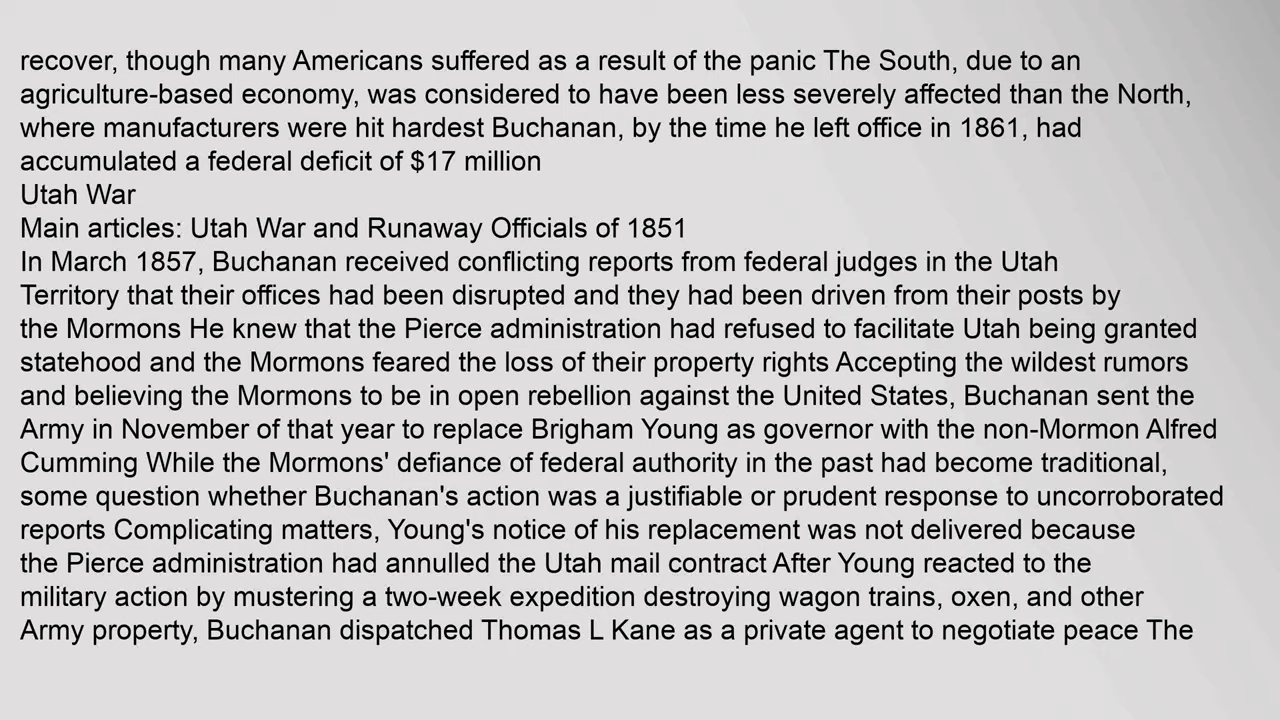 recover, though many Americans suffered as a result of the panic The South, due to an
agriculture-based economy, was considered to have been less severely affected than the North,
where manufacturers were hit hardest Buchanan, by the time he left office in 1861, had
accumulated a federal deficit of $17 million
Utah War
Main articles: Utah War and Runaway Officials of 1851
In March 1857, Buchanan received conflicting reports from federal judges in the Utah
Territory that their offices had been disrupted and they had been driven from their posts by
the Mormons He knew that the Pierce administration had refused to facilitate Utah being granted
statehood and the Mormons feared the loss of their property rights Accepting the wildest rumors
and believing the Mormons to be in open rebellion against the United States, Buchanan sent the
Army in November of that year to replace Brigham Young as governor with the non-Mormon Alfred
Cumming While the Mormons' defiance of federal authority in the past had become traditional,
some question whether Buchanan's action was a justifiable or prudent response to uncorroborated
reports Complicating matters, Young's notice of his replacement was not delivered because
the Pierce administration had annulled the Utah mail contract After Young reacted to the
military action by mustering a two-week expedition destroying wagon trains, oxen, and other
Army property, Buchanan dispatched Thomas L Kane as a private agent to negotiate peace The